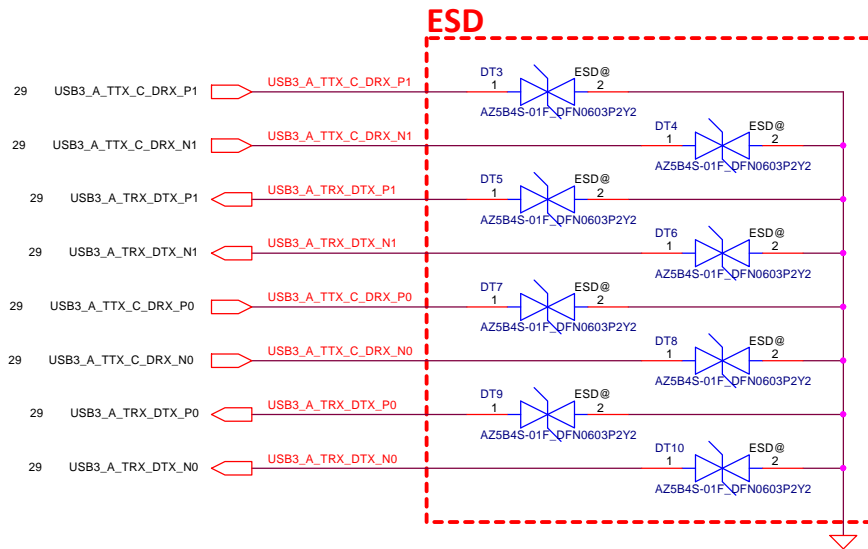 ESD
DT3 ESD@
29 USB3_A_TTX_C_DRX_P1 USB3_A_TTX_C_DRX_P1 1 2
AZ5B4S-01F_DFN0603P2Y2
DT4 ESD@
29 USB3_A_TTX_C_DRX_N1 USB3_A_TTX_C_DRX_N1 1 2
AZ5B4S-01F_DFN0603P2Y2
DT5 ESD@
29 USB3_A_TRX_DTX_P1 USB3_A_TRX_DTX_P1 1 2
AZ5B4S-01F_DFN0603P2Y2
DT6 ESD@
29 USB3_A_TRX_DTX_N1 USB3_A_TRX_DTX_N1 1 2
AZ5B4S-01F_DFN0603P2Y2
DT7 ESD@
29 USB3_A_TTX_C_DRX_P0 USB3_A_TTX_C_DRX_P0 1 2
AZ5B4S-01F_DFN0603P2Y2
DT8 ESD@
29 USB3_A_TTX_C_DRX_N0 USB3_A_TTX_C_DRX_N0 1 2
AZ5B4S-01F_DFN0603P2Y2
DT9 ESD@
29 USB3_A_TRX_DTX_P0 USB3_A_TRX_DTX_P0 1 2
AZ5B4S-01F_DFN0603P2Y2
DT10 ESD@
29 USB3_A_TRX_DTX_N0 USB3_A_TRX_DTX_N0 1 2
AZ5B4S-01F_DFN0603P2Y2